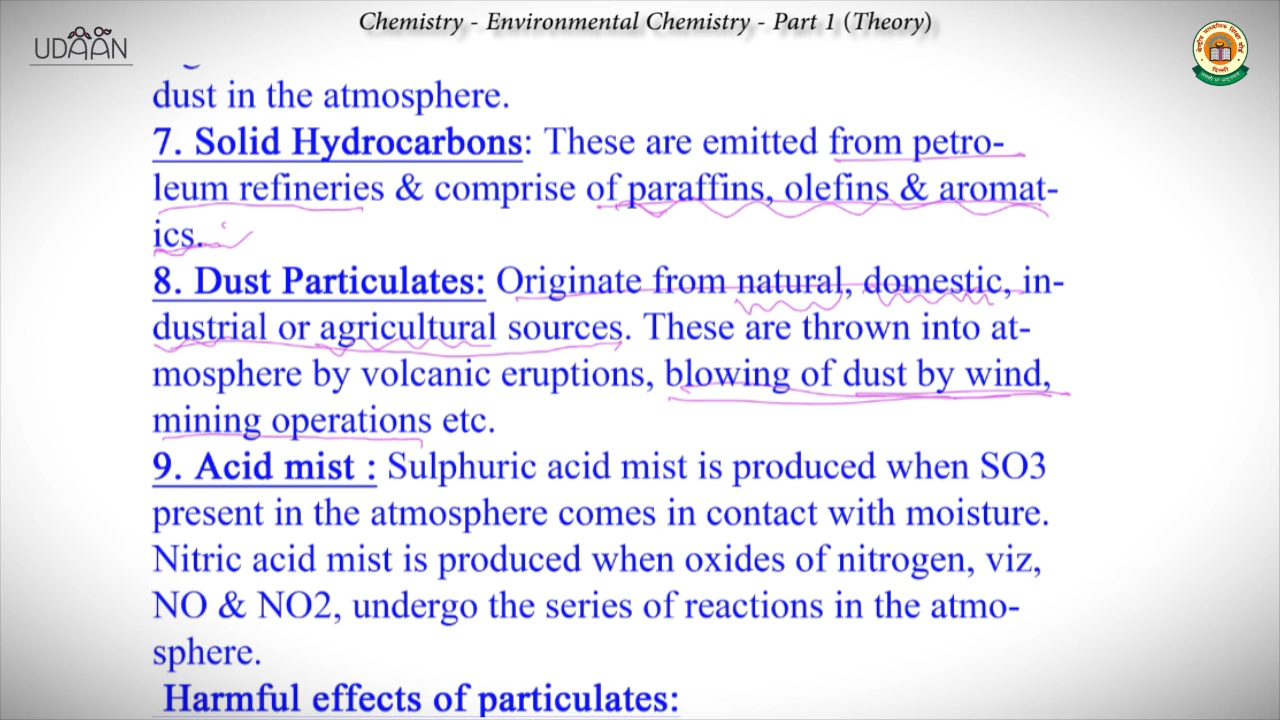 Chemistry - Environmental Chemistry - Part 1 (Theory)
UDAAN
dust in the atmosphere.
7. Solid Hydrocarbons: These are emitted from petro-
leum refineries & comprise of paraffins, olefins & aromat-
ics.
8. Dust Particulates: Originate from natural, domestic, in-
dustrial or agricultural sources. These are thrown into at-
mosphere by volcanic eruptions, blowing of dust by wind,
mining operations etc.
9. Acid mist : Sulphuric acid mist is produced when SO3
present in the atmosphere comes in contact with moisture.
Nitric acid mist is produced when oxides of nitrogen, viz,
NO & NO2, undergo the series of reactions in the atmo-
sphere.
Harmful effects of particulates: